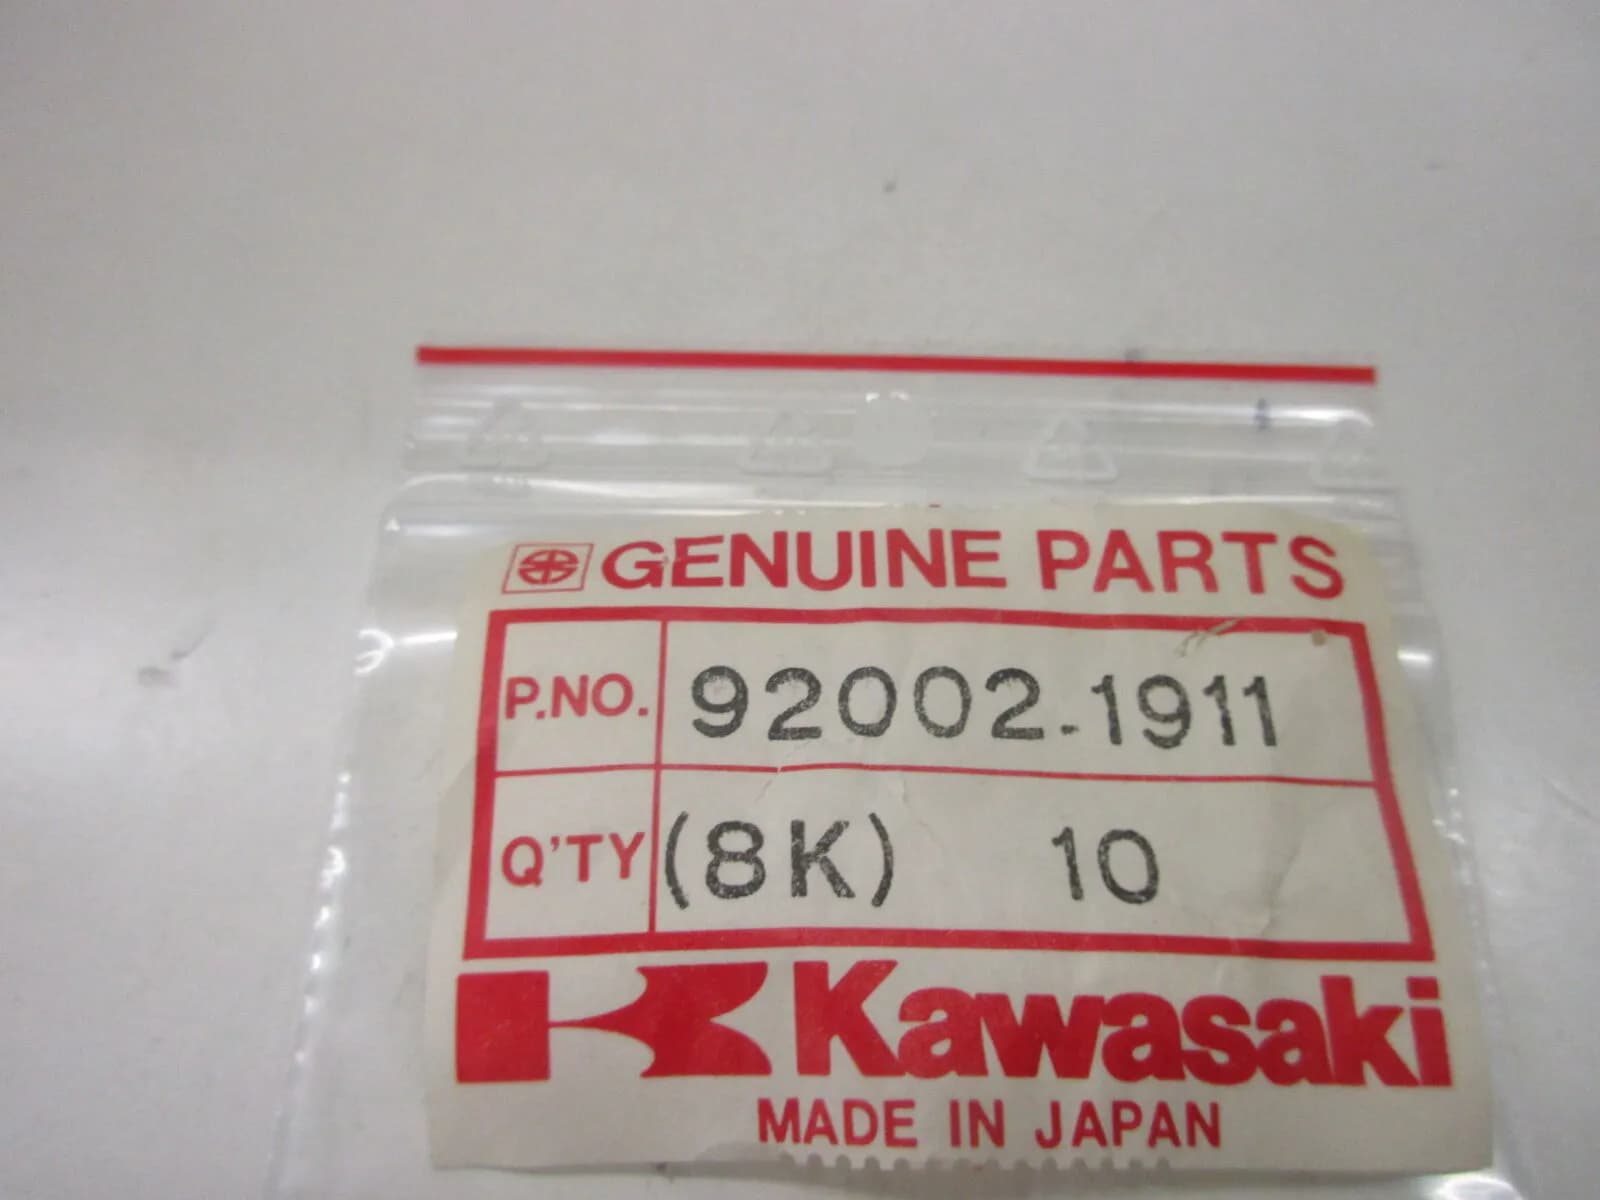 GENUINE PARTS
P.NO. 92002-1911
Q'TY (8K) 10
Kawasaki
MADE IN JAPAN